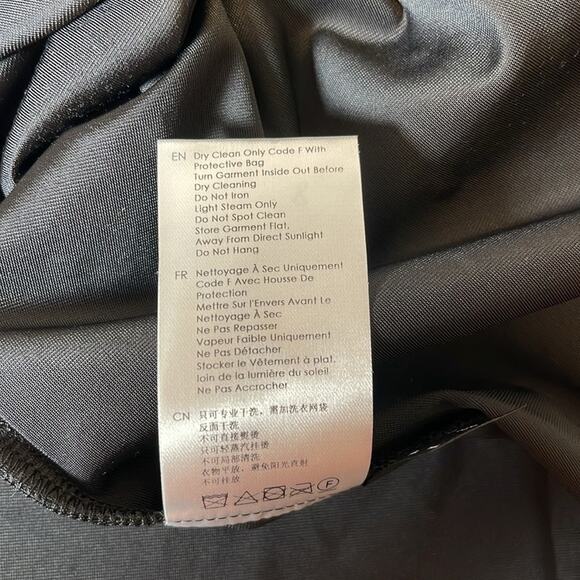 EN Dry Clean Only Code F With
Protective Bag
Turn Garment Inside Out Before
Dry Cleaning
Do Not Iron
Light Steam Only
Do Not Spot Clean
Store Garment Flat,
Away From Direct Sunlight
Do Not Hang
FR Nettoyage À Sec Uniquement
Code F Avec Housse De
Protection
Mettre Sur l'Envers Avant Le
Nettoyage À Sec
Ne Pas Repasser
Vapeur Faible Uniquement
Ne Pas Détacher
Stocker le Vêtement à plat,
loin de la lumière du soleil
Ne Pas Accrocher
CN 只可专业干洗，需加洗衣网袋
反面干洗
不可直接熨烫
只可轻蒸汽挂烫
不可局部清洗
衣物平放，避免阳光直射
不可挂放
F